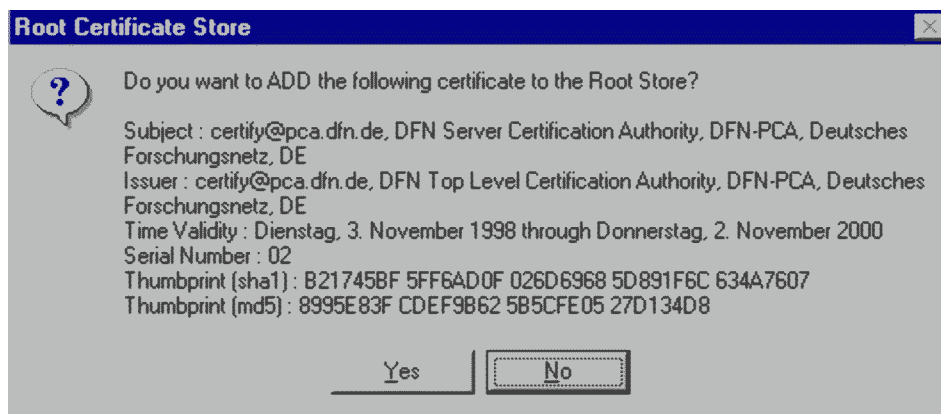 Root Certificate Store
Do you want to ADD the following certificate to the Root Store?
Subject : certify@pca.dfn.de, DFN Server Certification Authority, DFN-PCA, Deutsches
Forschungsnetz, DE
Issuer : certify@pca.dfn.de, DFN Top Level Certification Authority, DFN-PCA, Deutsches
Forschungsnetz, DE
Time Validity : Dienstag, 3. November 1998 through Donnerstag, 2. November 2000
Serial Number : 02
Thumbprint (sha1) : B21745BF 5FF6AD0F 026D6968 5D891F6C 634A7607
Thumbprint (md5) : 8995E83F CDEF9B62 5B5CFE05 27D134D8
Yes No